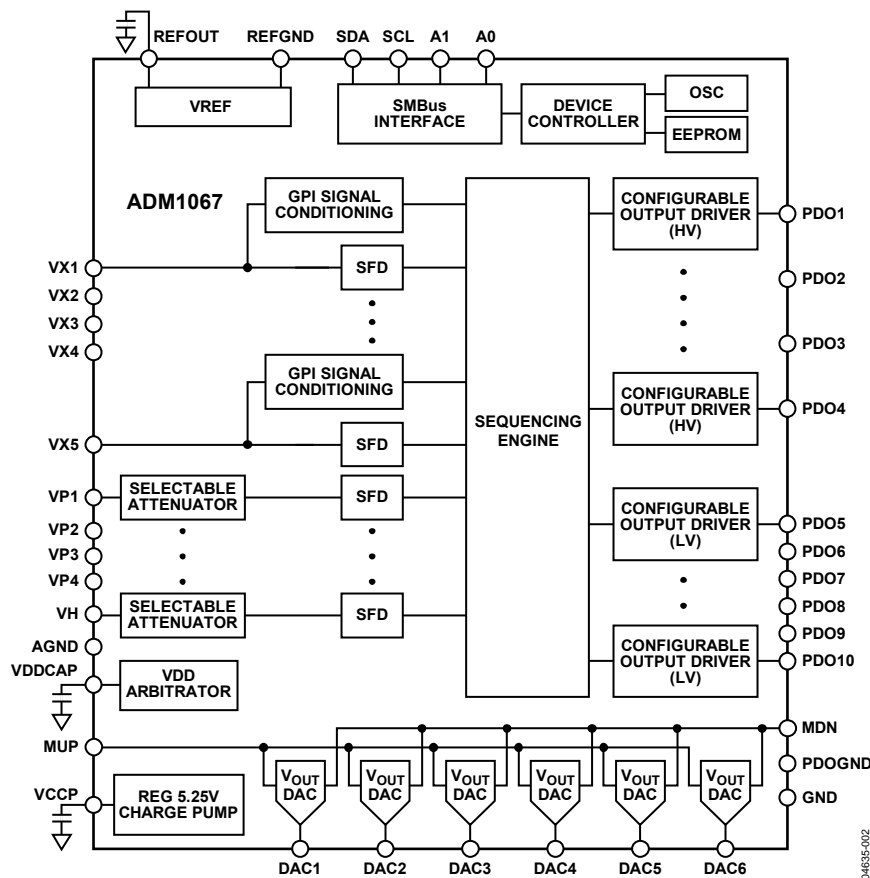 REFOUT REFGND SDA SCL A1 A0
VREF
SMBus
INTERFACE
DEVICE
CONTROLLER
OSC
EEPROM
ADM1067
GPI SIGNAL
CONDITIONING
SFD
GPI SIGNAL
CONDITIONING
SFD
SELECTABLE
ATTENUATOR
SFD
SELECTABLE
ATTENUATOR
SFD
VX1
VX2
VX3
VX4
VX5
VP1
VP2
VP3
VP4
VH
AGND
VDDCAP
VDD
ARBITRATOR
MUP
VCCP
REG 5.25V
CHARGE PUMP
SEQUENCING
ENGINE
CONFIGURABLE
OUTPUT DRIVER
(HV)
CONFIGURABLE
OUTPUT DRIVER
(HV)
CONFIGURABLE
OUTPUT DRIVER
(LV)
CONFIGURABLE
OUTPUT DRIVER
(LV)
PDO1
PDO2
PDO3
PDO4
PDO5
PDO6
PDO7
PDO8
PDO9
PDO10
MDN
PDOGND
GND
VOUT
DAC
VOUT
DAC
VOUT
DAC
VOUT
DAC
VOUT
DAC
VOUT
DAC
DAC1 DAC2 DAC3 DAC4 DAC5 DAC6
04635-002